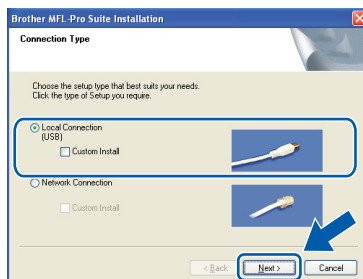 Brother MFL-Pro Suite Installation
Connection Type
Choose the setup type that best suits your needs.
Click the type of Setup you require.
Local Connection
(USB)
Custom Install
Network Connection
Custom Install
< Back
Next >
Cancel